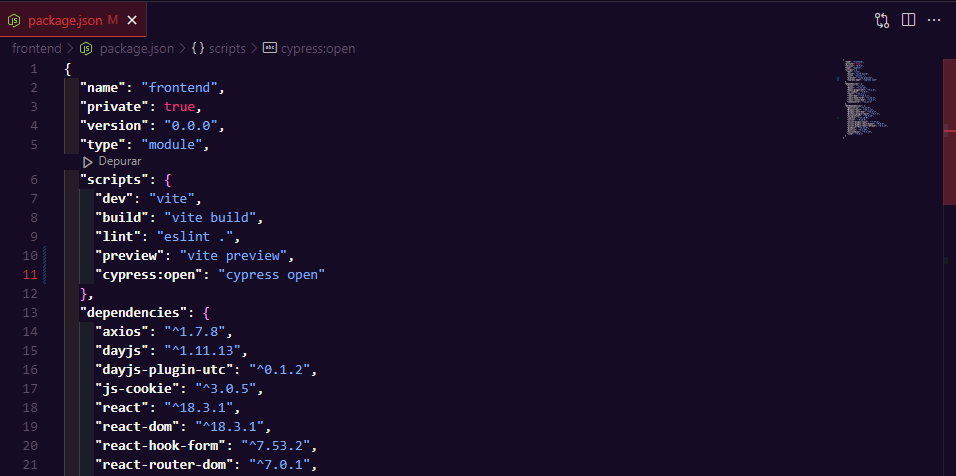 package.json M
frontend > package.json > {} scripts > abc cypress:open
1 {
2 "name": "frontend",
3 "private": true,
4 "version": "0.0.0",
5 "type": "module",
Depurar
6 "scripts": {
7 "dev": "vite",
8 "build": "vite build",
9 "lint": "eslint .",
10 "preview": "vite preview",
11 "cypress:open": "cypress open"
12 },
13 "dependencies": {
14 "axios": "^1.7.8",
15 "dayjs": "^1.11.13",
16 "dayjs-plugin-utc": "^0.1.2",
17 "js-cookie": "^3.0.5",
18 "react": "^18.3.1",
19 "react-dom": "^18.3.1",
20 "react-hook-form": "^7.53.2",
21 "react-router-dom": "^7.0.1",